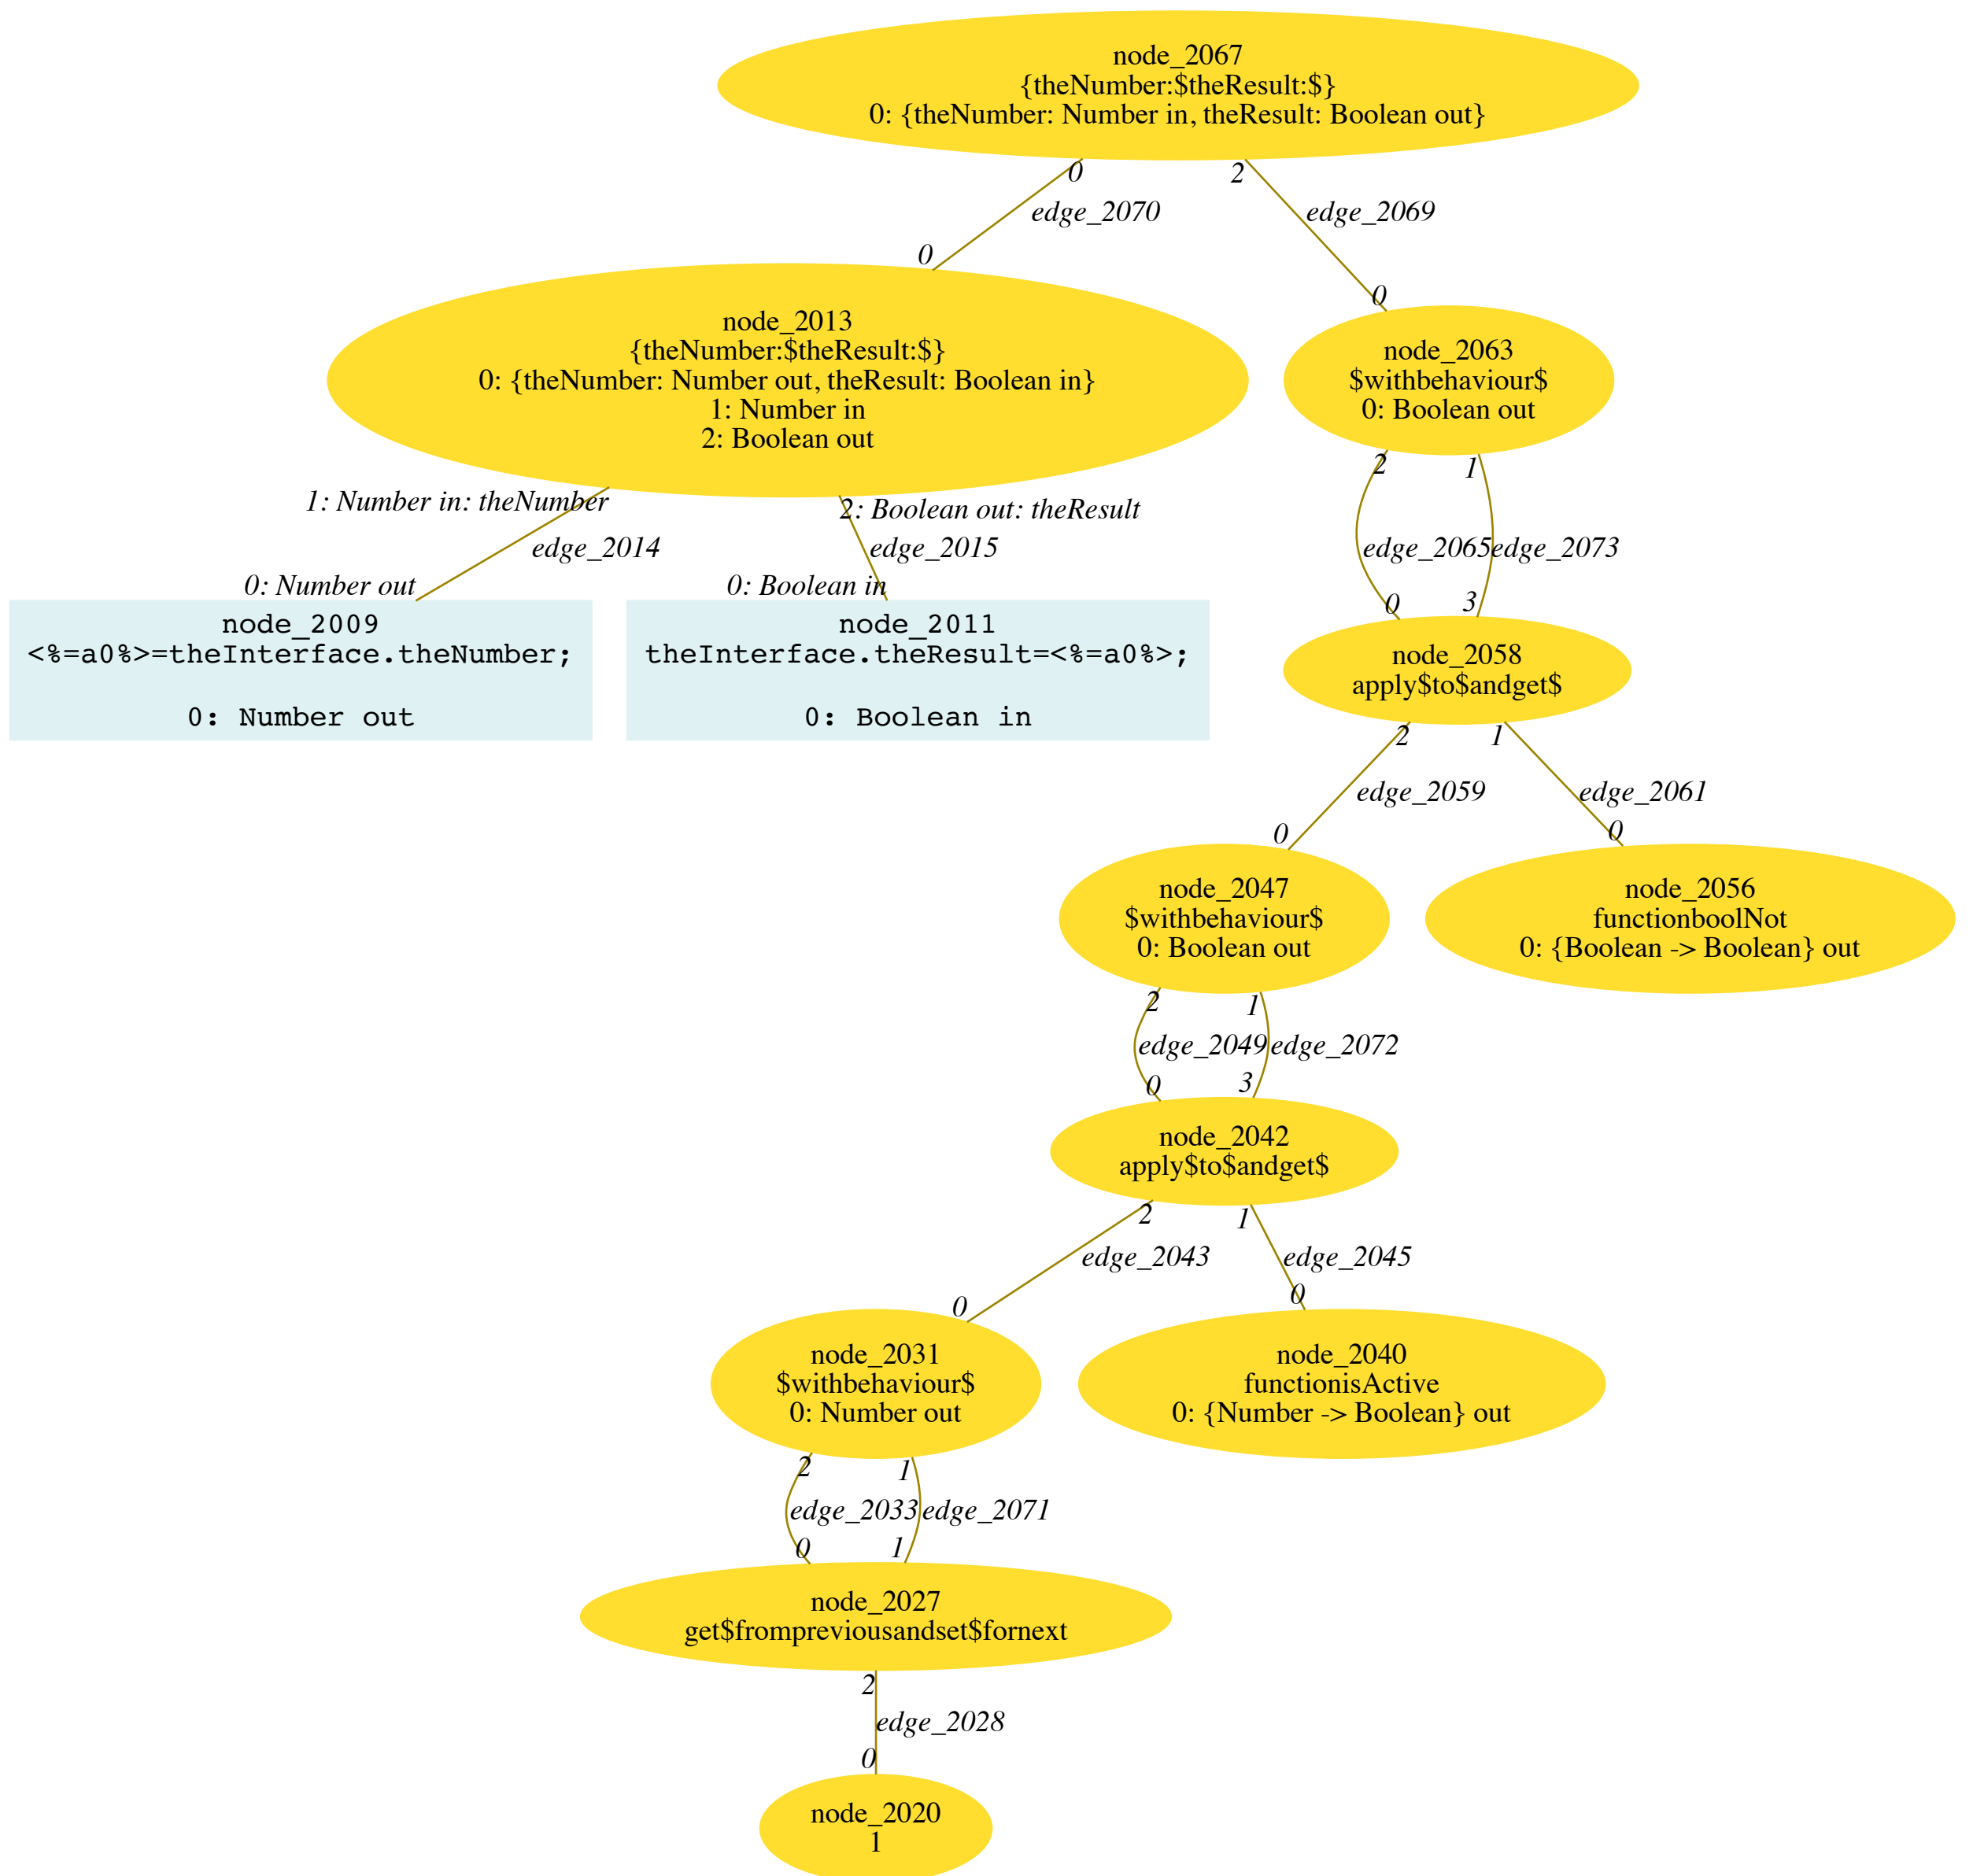 node_2067
{theNumber:$theResult:$}
0: {theNumber: Number in, theResult: Boolean out}
0
2
edge_2070
edge_2069
0
0
node_2013
{theNumber:$theResult:$}
0: {theNumber: Number out, theResult: Boolean in}
1: Number in
2: Boolean out
node_2063
$withbehaviour$
0: Boolean out
1: Number in: theNumber
2: Boolean out: theResult
2
1
edge_2014
edge_2015
edge_2065
edge_2073
0: Number out
0: Boolean in
0
3
node_2009
<%=a0%>=theInterface.theNumber;
0: Number out
node_2011
theInterface.theResult=<%=a0%>;
0: Boolean in
node_2058
apply$to$andget$
2
1
edge_2059
edge_2061
0
0
node_2047
$withbehaviour$
0: Boolean out
node_2056
functionboolNot
0: {Boolean -> Boolean} out
2
1
edge_2049
edge_2072
0
3
node_2042
apply$to$andget$
2
1
edge_2043
edge_2045
0
0
node_2031
$withbehaviour$
0: Number out
node_2040
functionisActive
0: {Number -> Boolean} out
2
1
edge_2033
edge_2071
0
1
node_2027
get$frompreviousandset$fornext
2
edge_2028
0
node_2020
1